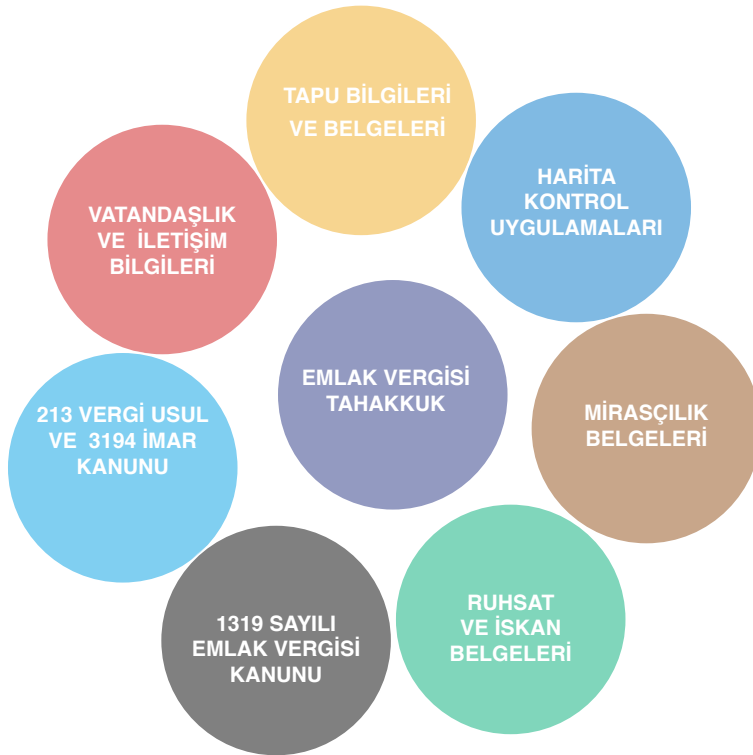 TAPU BİLGİLERİ
VE BELGELERİ
HARİTA
KONTROL
UYGULAMALARI
VATANDAŞLIK
VE İLETİŞİM
BİLGİLERİ
EMLAK VERGİSİ
TAHAKKUK
MİRASÇILIK
BELGELERİ
213 VERGİ USUL
VE 3194 İMAR
KANUNU
RUHSAT
VE İSKAN
BELGELERİ
1319 SAYILI
EMLAK VERGİSİ
KANUNU